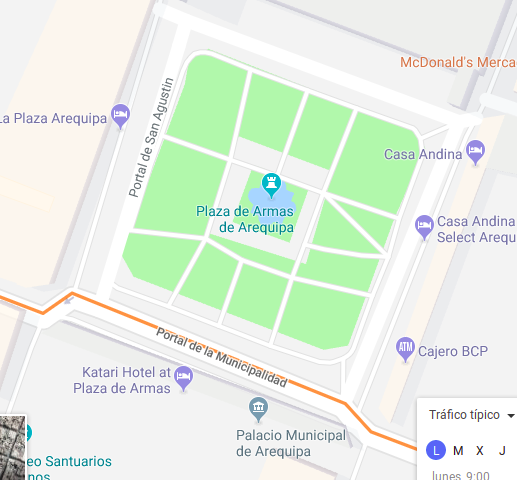 McDonald's Merca
La Plaza Arequipa
Portal de San Agustin
Casa Andina
Plaza de Armas
de Arequipa
Casa Andina
Select Arequ
Portal de la Municipalidad
ATM
Cajero BCP
Katari Hotel at
Plaza de Armas
Palacio Municipal
de Arequipa
eo Santuarios
nos
Tráfico típico
L M X J
lunes 9:00